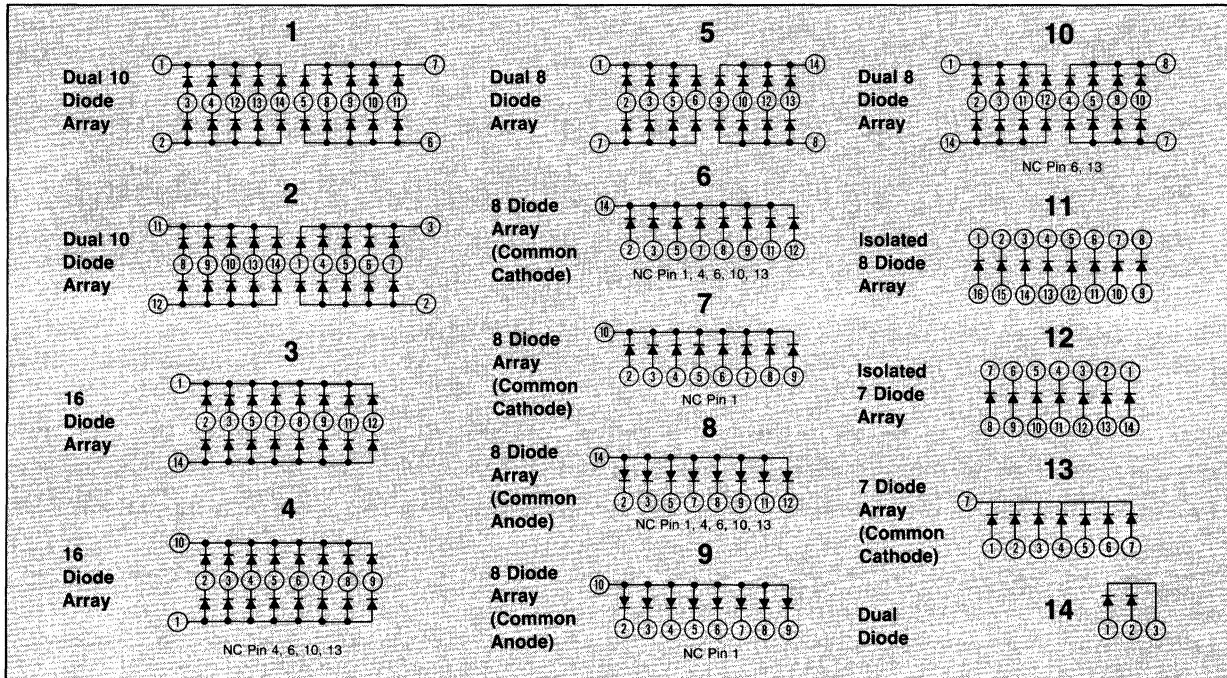 1
Dual 10
Diode
Array
1 7
3 4 12 13 14 5 8 9 10 11
2 6
2
Dual 10
Diode
Array
11 3
8 9 10 13 14 1 4 5 6 7
12 2
3
16
Diode
Array
1
2 3 5 7 8 9 11 12
14
4
16
Diode
Array
10
2 3 4 5 6 7 8 9
1
NC Pin 4, 6, 10, 13
5
Dual 8
Diode
Array
1 14
2 3 5 6 9 10 12 13
7 8
6
8 Diode
Array
(Common
Cathode)
14
2 3 5 7 8 9 11 12
NC Pin 1, 4, 6, 10, 13
7
8 Diode
Array
(Common
Cathode)
10
2 3 4 5 6 7 8 9
NC Pin 1
8
8 Diode
Array
(Common
Anode)
14
2 3 5 7 8 9 11 12
NC Pin 1, 4, 6, 10, 13
9
8 Diode
Array
(Common
Anode)
10
2 3 4 5 6 7 8 9
NC Pin 1
10
Dual 8
Diode
Array
1 8
2 3 11 12 4 5 9 10
14 7
NC Pin 6, 13
11
Isolated
8 Diode
Array
1 2 3 4 5 6 7 8
16 15 14 13 12 11 10 9
12
Isolated
7 Diode
Array
7 6 5 4 3 2 1
8 9 10 11 12 13 14
13
7 Diode
Array
(Common
Cathode)
7
1 2 3 4 5 6 7
14
Dual
Diode
1 2 3